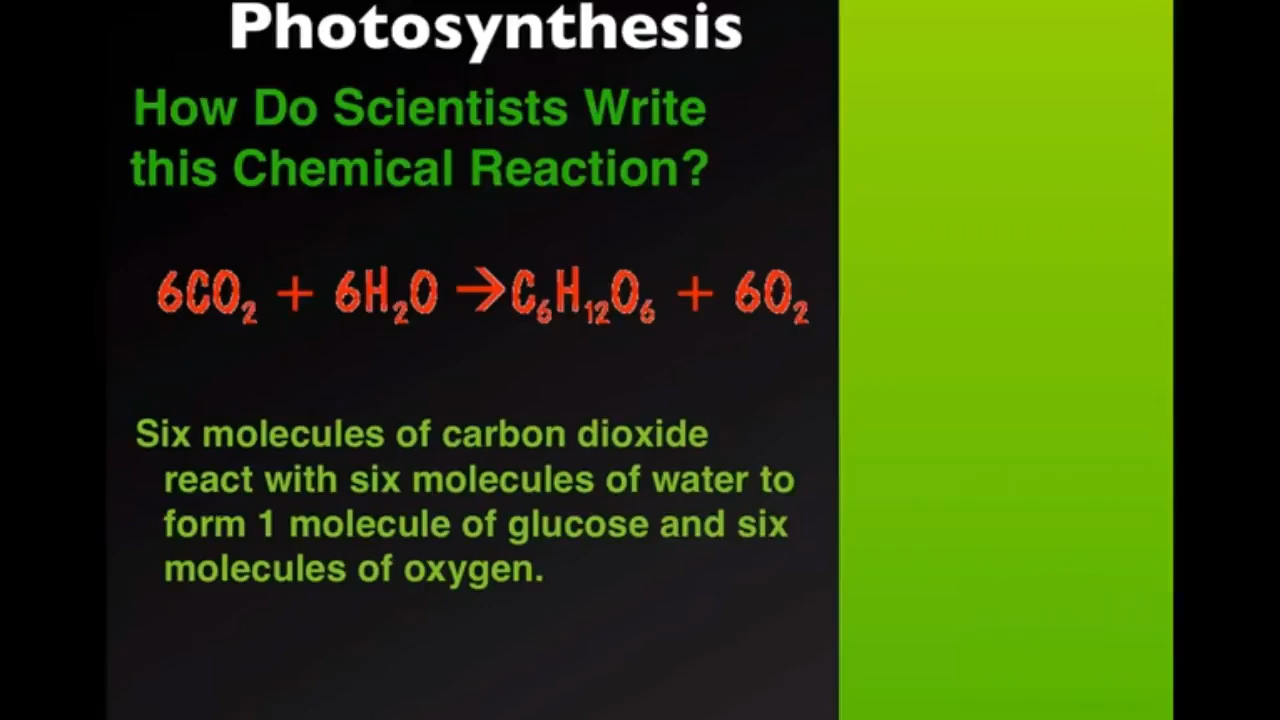 Photosynthesis
How Do Scientists Write
this Chemical Reaction?
6CO₂ + 6H₂O →C₆H₁₂O₆ + 6O₂
Six molecules of carbon dioxide
react with six molecules of water to
form 1 molecule of glucose and six
molecules of oxygen.